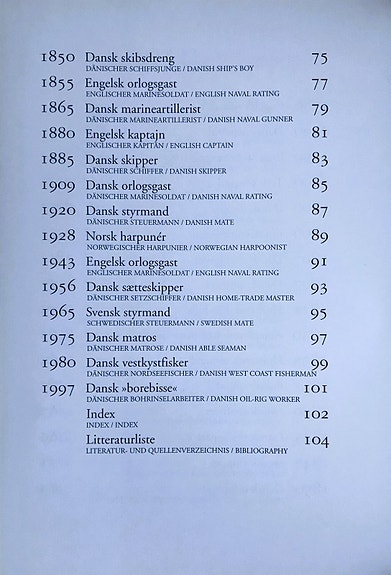 1850 Dansk skibsdreng 75
DÄNISCHER SCHIFFSJUNGE / DANISH SHIP'S BOY
1855 Engelsk orlogsgast 77
ENGLISCHER MARINESOLDAT / ENGLISH NAVAL RATING
1865 Dansk marineartillerist 79
DÄNISCHER MARINEARTILLERIST / DANISH NAVAL GUNNER
1880 Engelsk kaptajn 81
ENGLISCHER KAPITÄN / ENGLISH CAPTAIN
1885 Dansk skipper 83
DÄNISCHER SCHIFFER / DANISH SKIPPER
1909 Dansk orlogsgast 85
DÄNISCHER MARINESOLDAT / DANISH NAVAL RATING
1920 Dansk styrmand 87
DÄNISCHER STEUERMANN / DANISH MATE
1928 Norsk harpunér 89
NORWEGISCHER HARPUNIER / NORWEGIAN HARPOONIST
1943 Engelsk orlogsgast 91
ENGLISCHER MARINESOLDAT / ENGLISH NAVAL RATING
1956 Dansk sætteskipper 93
DÄNISCHER SETZSCHIFFER / DANISH HOME-TRADE MASTER
1965 Svensk styrmand 95
SCHWEDISCHER STEUERMANN / SWEDISH MATE
1975 Dansk matros 97
DÄNISCHER MATROSE / DANISH ABLE SEAMAN
1980 Dansk vestkystfisker 99
DÄNISCHER NORDSEEFISCHER / DANISH WEST COAST FISHERMAN
1997 Dansk »borebisse« 101
DÄNISCHER BOHRINSELARBEITER / DANISH OIL-RIG WORKER
Index 102
INDEX / INDEX
Litteraturliste 104
LITERATUR- UND QUELLENVERZEICHNIS / BIBLIOGRAPHY